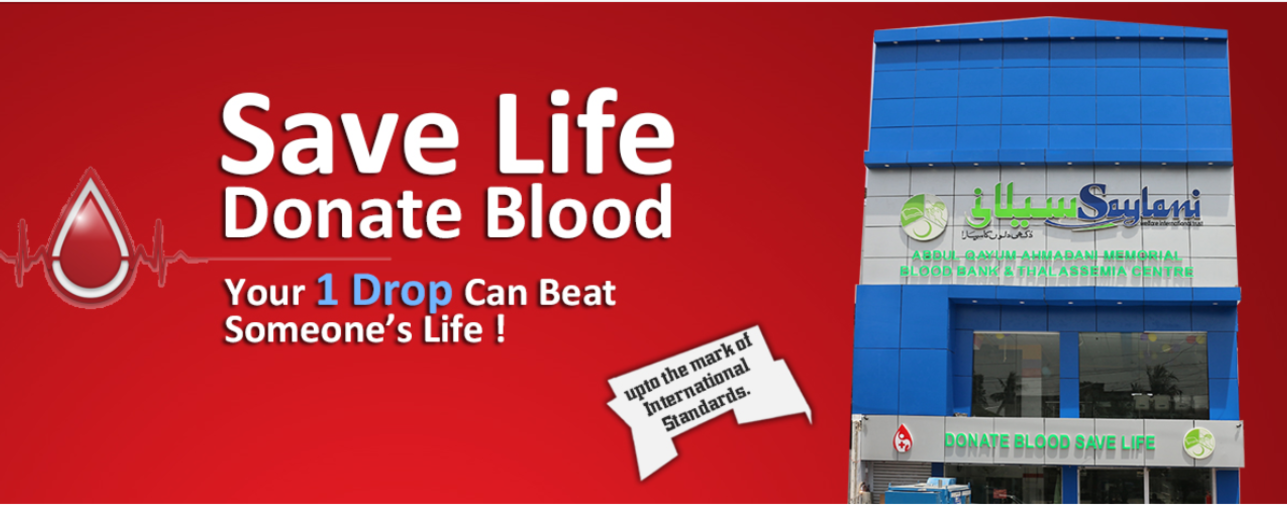 Save Life
Donate Blood
Your 1 Drop Can Beat
Someone's Life !
upto the mark of
International
Standards.
سیلانی Saylani
ABDUL QAYUM AHMADANI MEMORIAL
BLOOD BANK & THALASSEMIA CENTRE
DONATE BLOOD SAVE LIFE